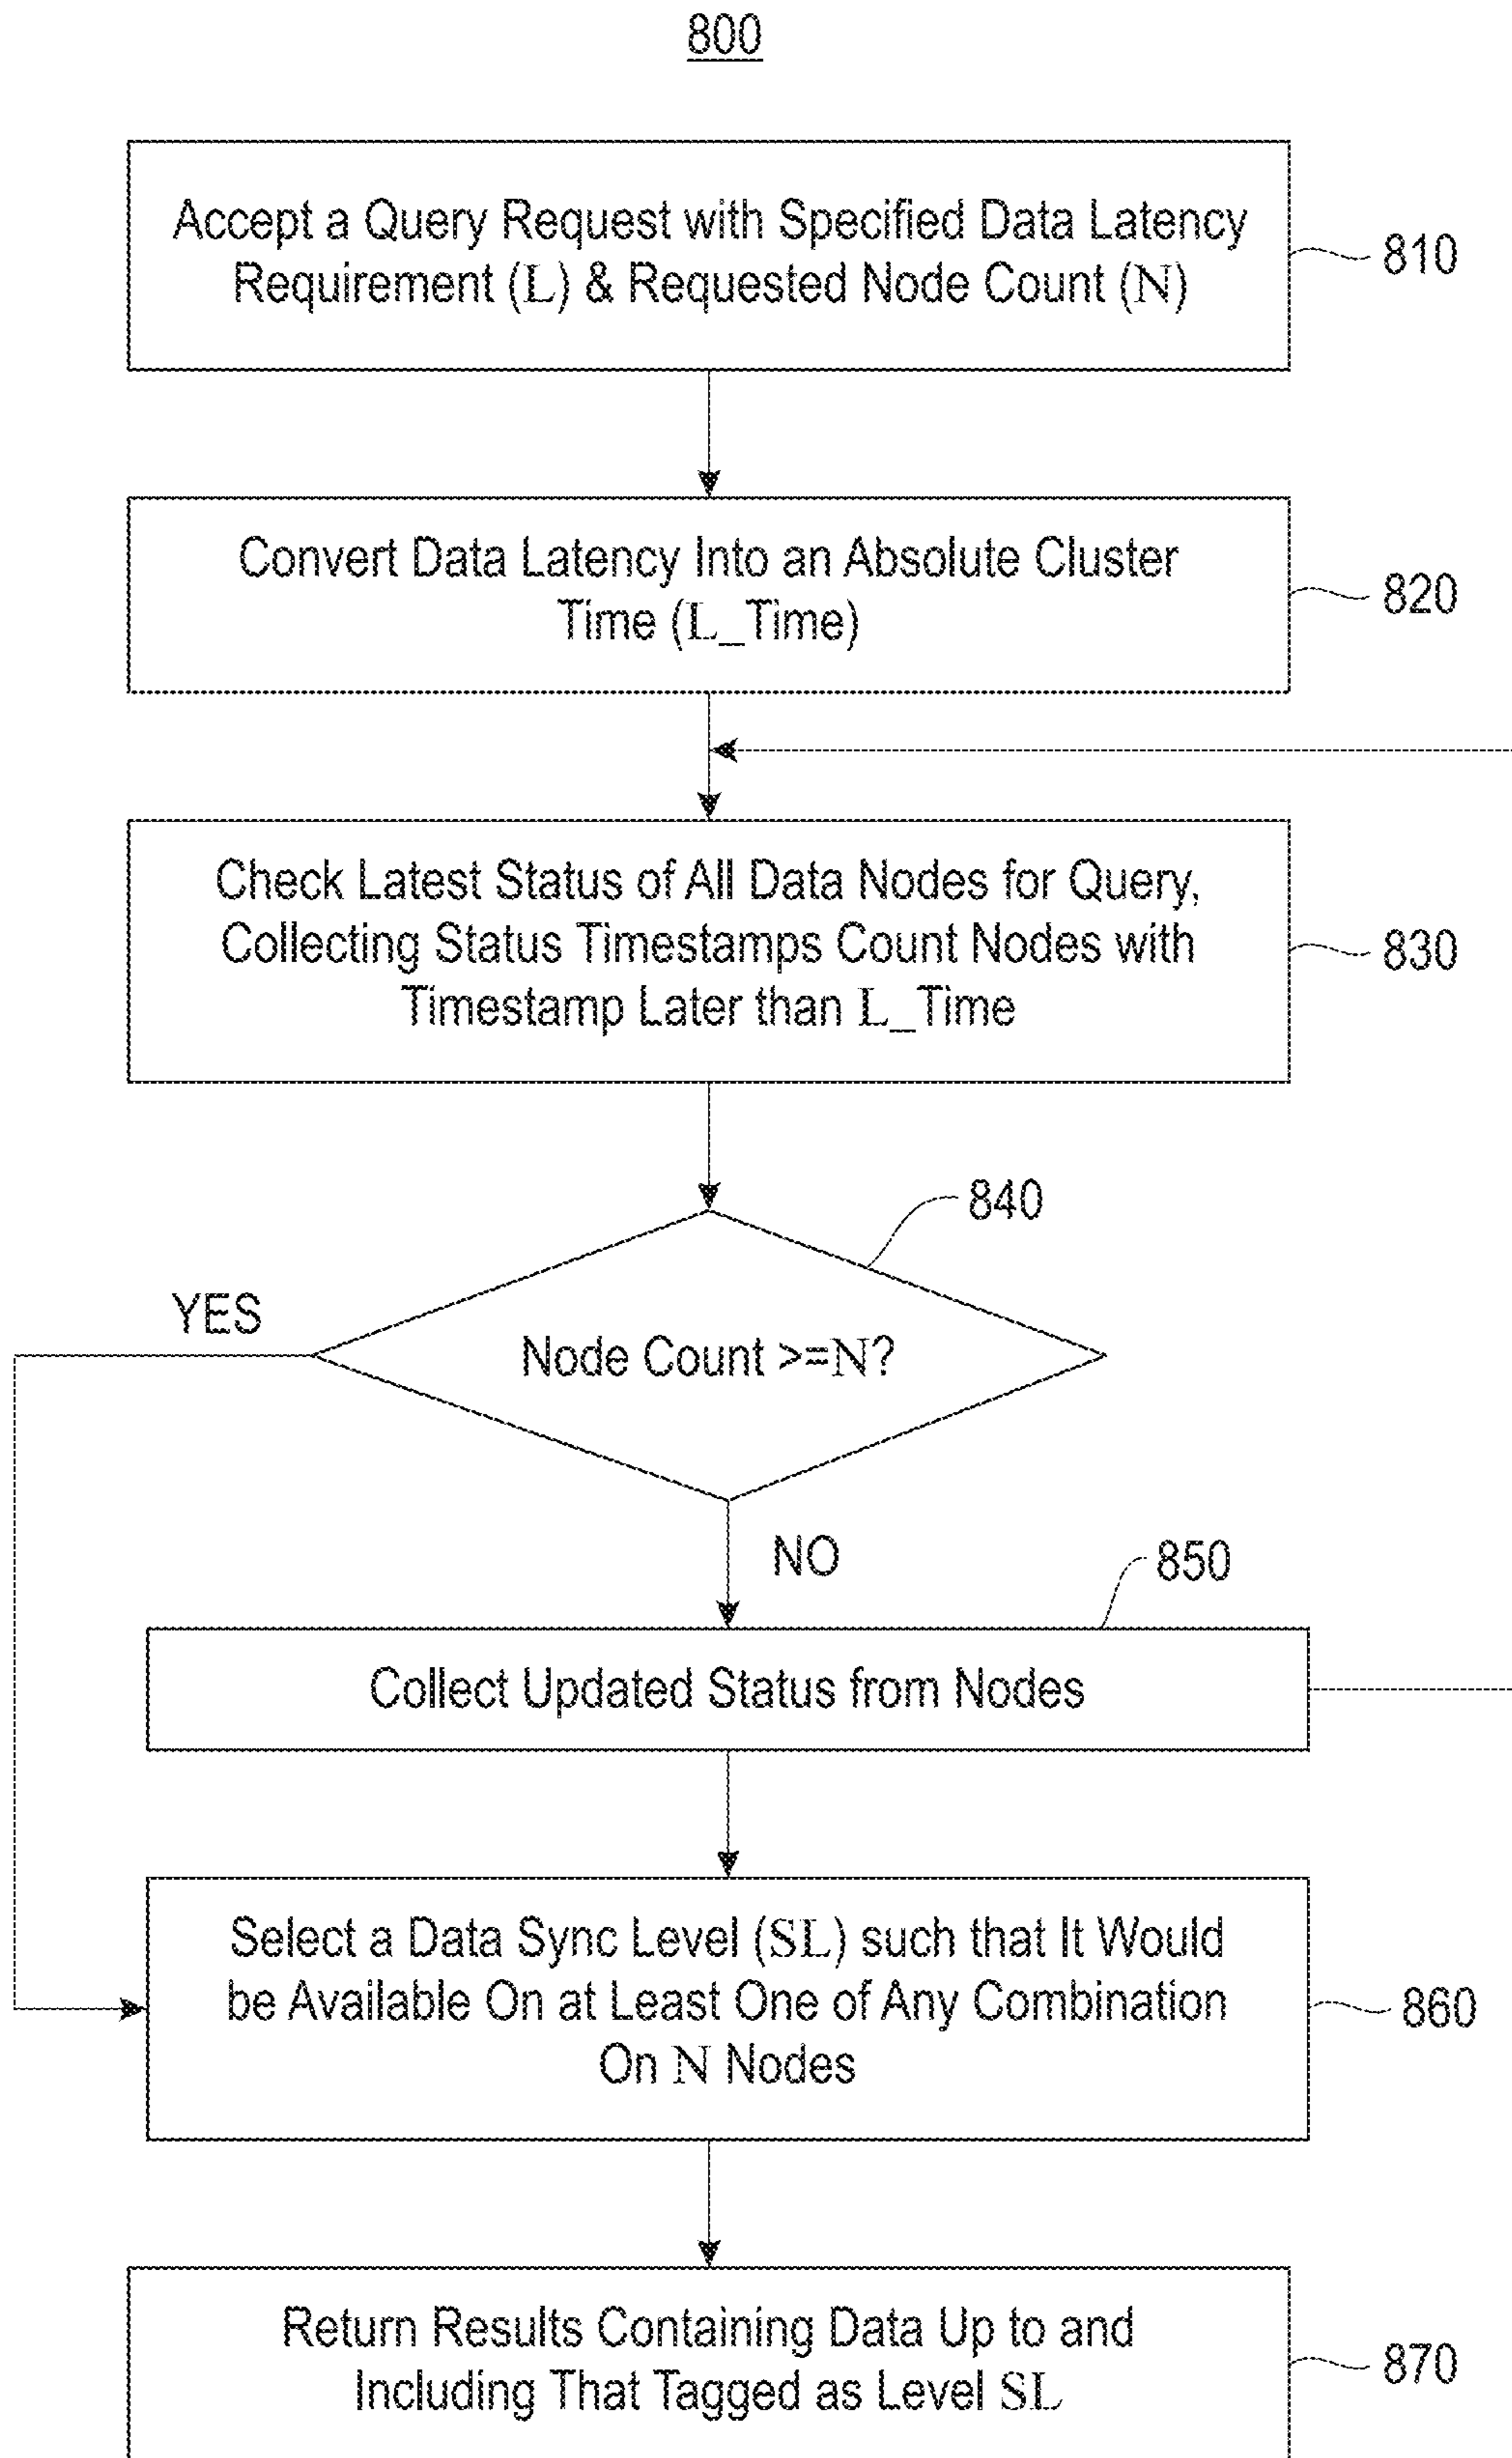 800
Accept a Query Request with Specified Data Latency
Requirement (L) & Requested Node Count (N)
810
Convert Data Latency Into an Absolute Cluster
Time (L_Time)
820
Check Latest Status of All Data Nodes for Query,
Collecting Status Timestamps Count Nodes with
Timestamp Later than L_Time
830
840
YES
Node Count >=N?
NO
850
Collect Updated Status from Nodes
Select a Data Sync Level (SL) such that It Would
be Available On at Least One of Any Combination
On N Nodes
860
Return Results Containing Data Up to and
Including That Tagged as Level SL
870